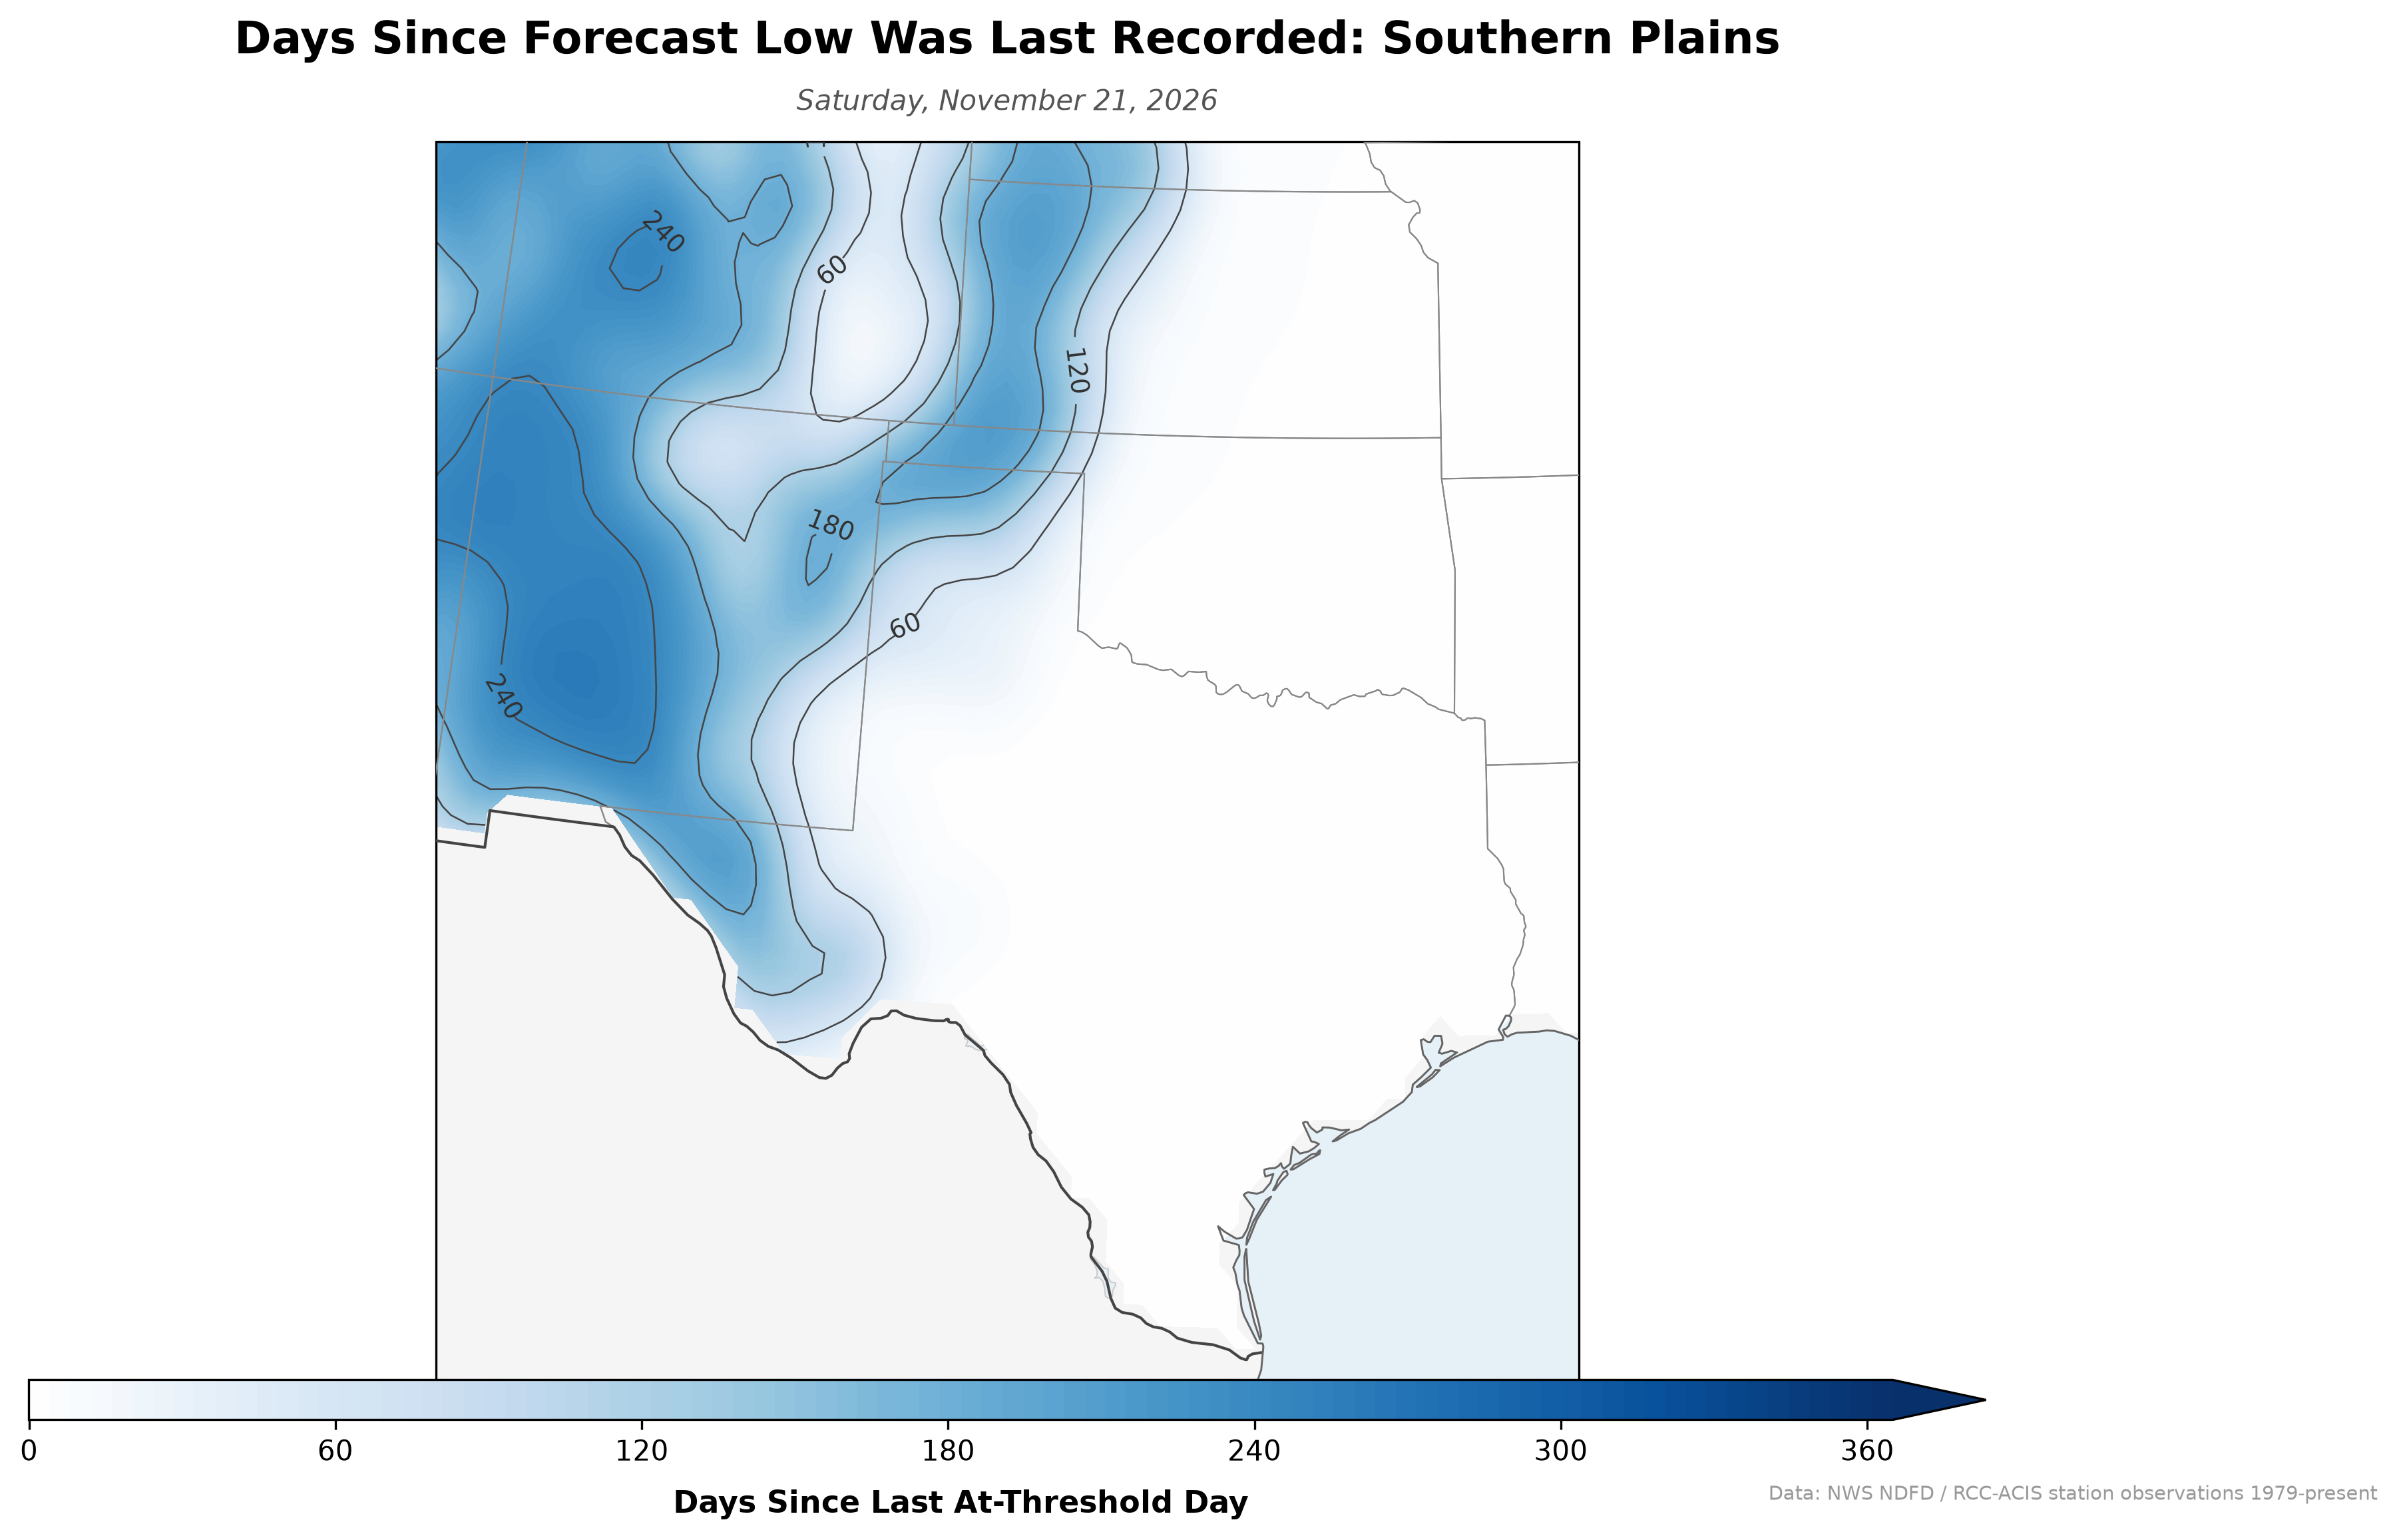 Days Since Forecast Low Was Last Recorded: Southern Plains
Saturday, November 21, 2026
240
60
120
180
60
240
0 60 120 180 240 300 360
Days Since Last At-Threshold Day
Data: NWS NDFD / RCC-ACIS station observations 1979-present